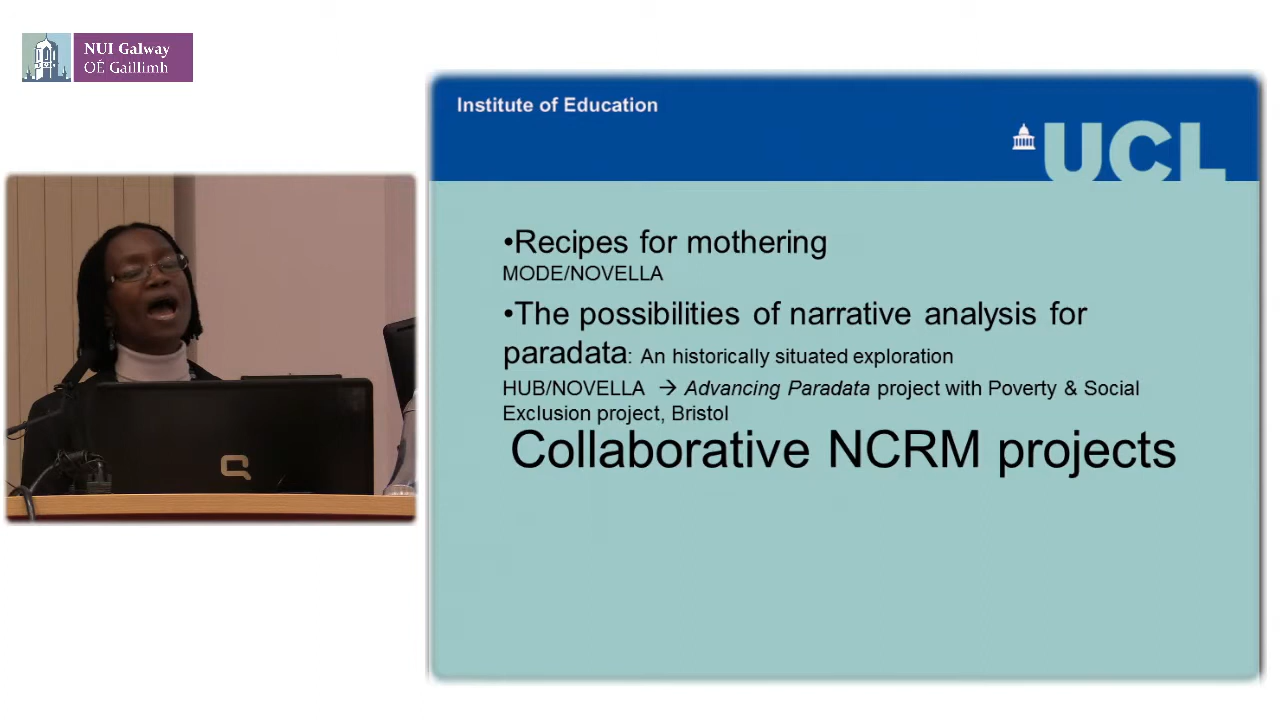 NUI Galway
OÉ Gaillimh
Institute of Education
UCL
•Recipes for mothering
MODE/NOVELLA
•The possibilities of narrative analysis for
paradata: An historically situated exploration
HUB/NOVELLA → Advancing Paradata project with Poverty & Social
Exclusion project, Bristol
Collaborative NCRM projects